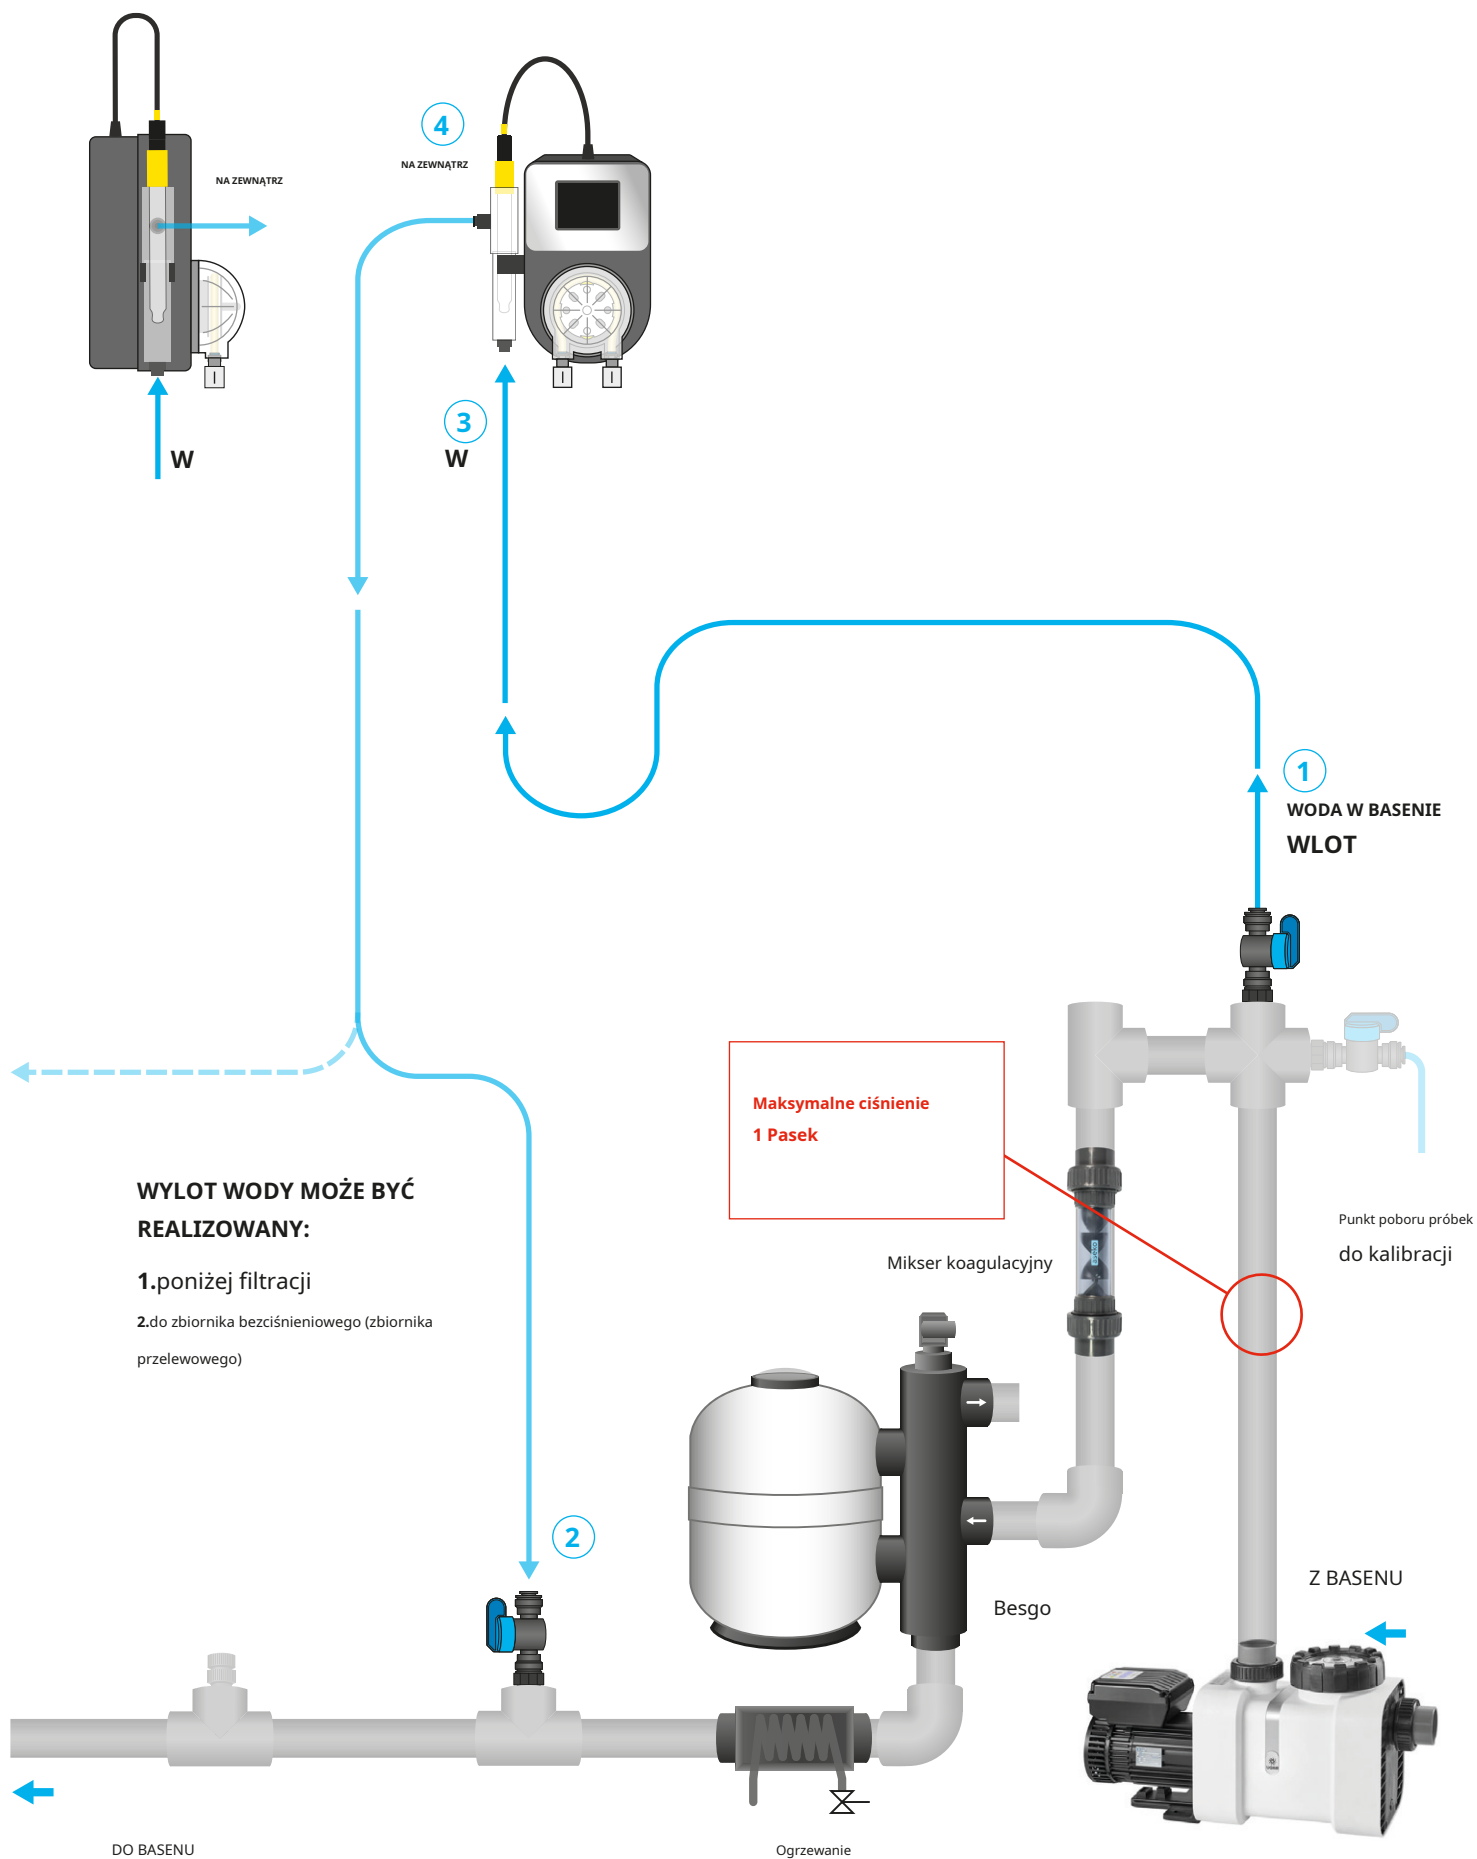 4
NA ZEWNĄTRZ
NA ZEWNĄTRZ
3
W
W
1
WODA W BASENIE
WLOT
Maksymalne ciśnienie
1 Pasek
WYLOT WODY MOŻE BYĆ
REALIZOWANY:
1.poniżej filtracji
2.do zbiornika bezciśnieniowego (zbiornika
przelewowego)
Punkt poboru próbek
do kalibracji
Mikser koagulacyjny
aseko
2
Z BASENU
Besgo
DO BASENU
Ogrzewanie